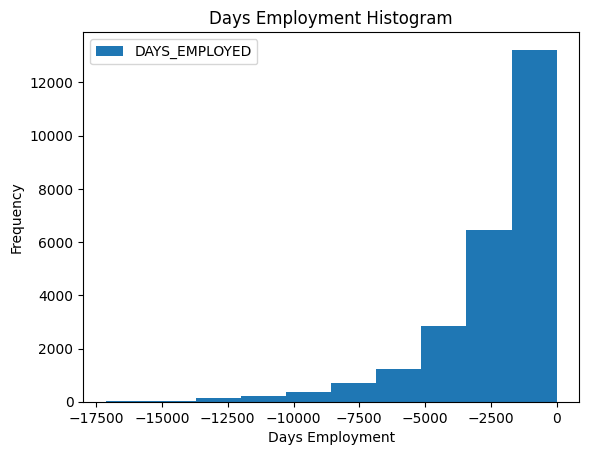 Days Employment Histogram
DAYS_EMPLOYED
12000
10000
8000
6000
4000
2000
0
Frequency
−17500 −15000 −12500 −10000 −7500 −5000 −2500 0
Days Employment